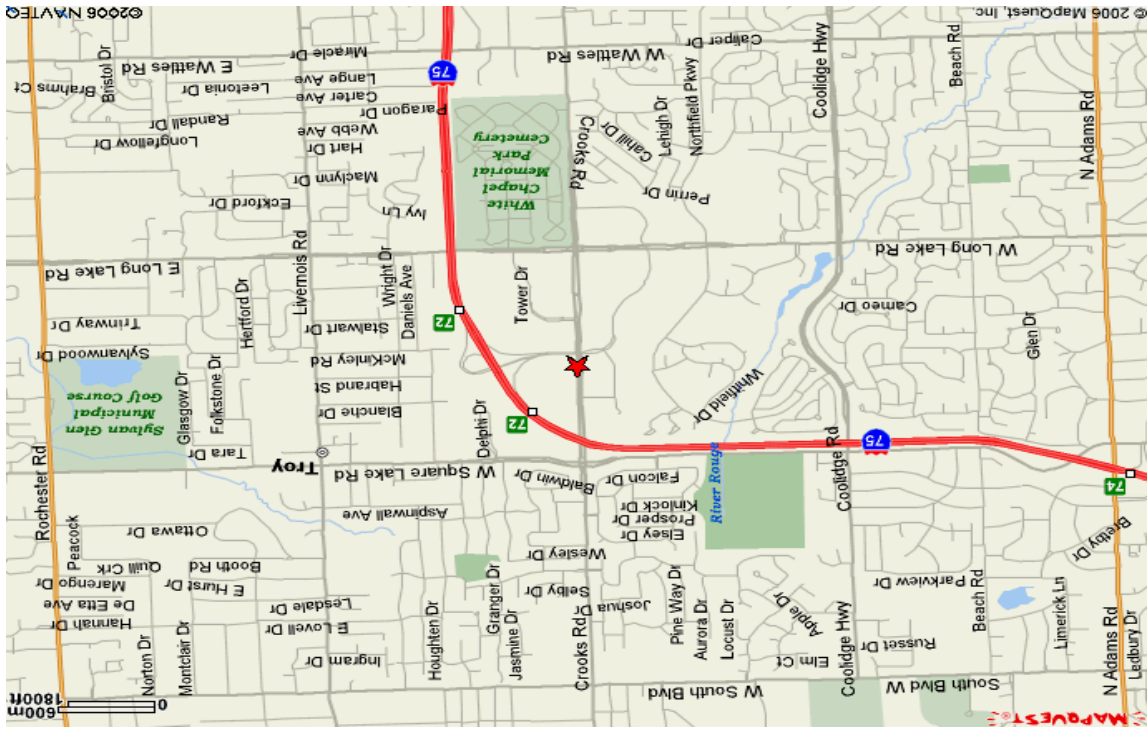 MAPQUEST
600m
1800ft
0
South Blvd W
W South Blvd
N Adams Rd
Ledbury Dr
Limerick Ln
Beach Rd
Russet Dr
Coolidge Hwy
Elm Ct
Apple Dr
Locust Dr
Aurora Dr
Pine Way Dr
Joshua Dr
Selby Dr
Wesley Dr
Crooks Rd
Jasmine Dr
Granger Dr
Houghten Dr
Ingram Dr
E Lovell Dr
Lesdale Dr
Montclair Dr
Norton Dr
Hannah Dr
De Etta Ave
Marengo Dr
E Hurst Dr
Quill Crk
Booth Rd
Peacock
Ottawa Dr
Parkview Dr
Bretby Dr
Elsey Dr
Prosper Dr
Kinlock Dr
Falcon Dr
Baldwin Dr
Aspinwall Ave
W Square Lake Rd
Troy
Tara Dr
Rochester Rd
74
75
Coolidge Rd
River Rouge
Whitfield Dr
72
Delphi Dr
Blanche Dr
Habrand St
McKinley Rd
Stalwart Dr
Folkstone Dr
Glasgow Dr
Sylvan Glen
Municipal
Golf Course
Sylvanwood Dr
Trinway Dr
Glen Dr
Cameo Dr
72
Tower Dr
Daniels Ave
Wright Dr
Livernois Rd
Hertford Dr
E Long Lake Rd
W Long Lake Rd
White
Chapel
Memorial
Park
Cemetery
Ivy Ln
Eckford Dr
Maclynn Dr
Hart Dr
Webb Ave
Longfellow Dr
Randall Dr
Perrin Dr
Cahill Dr
Lehigh Dr
Northfield Pkwy
Crooks Rd
Paragon Dr
Carter Ave
Lange Ave
Leetonia Dr
Bristol Dr
Brahms Ct
75
N Adams Rd
Beach Rd
Coolidge Hwy
Caliper Dr
W Wattles Rd
Miracle Dr
E Wattles Rd
© 2006 MapQuest, Inc.
©2006 NAVTEQ